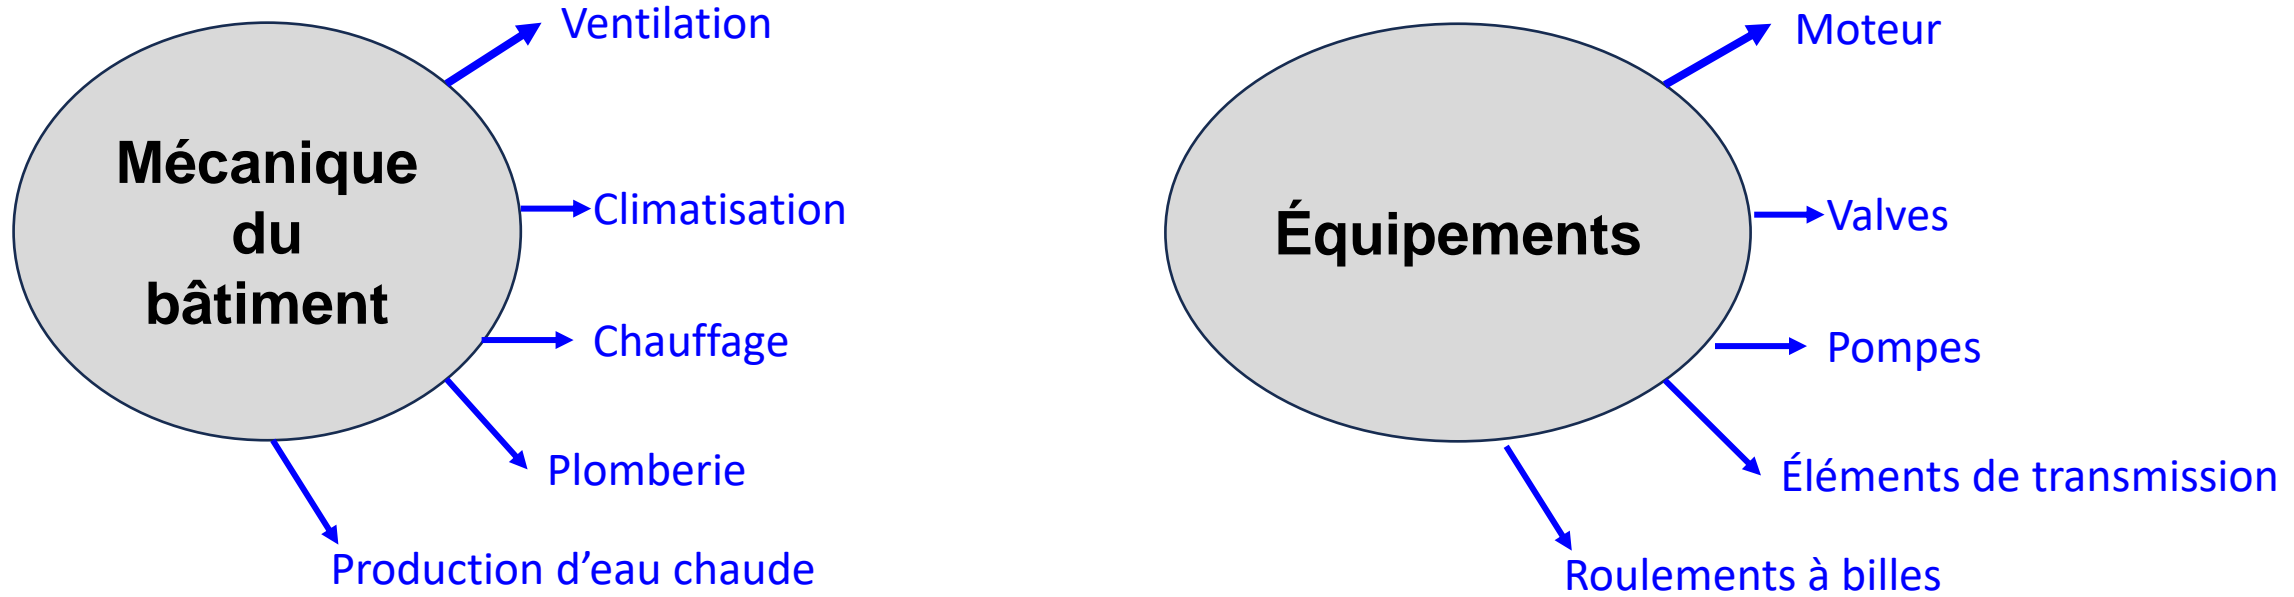 Mécanique
du
bâtiment
Ventilation
Climatisation
Chauffage
Plomberie
Production d’eau chaude
Équipements
Moteur
Valves
Pompes
Éléments de transmission
Roulements à billes